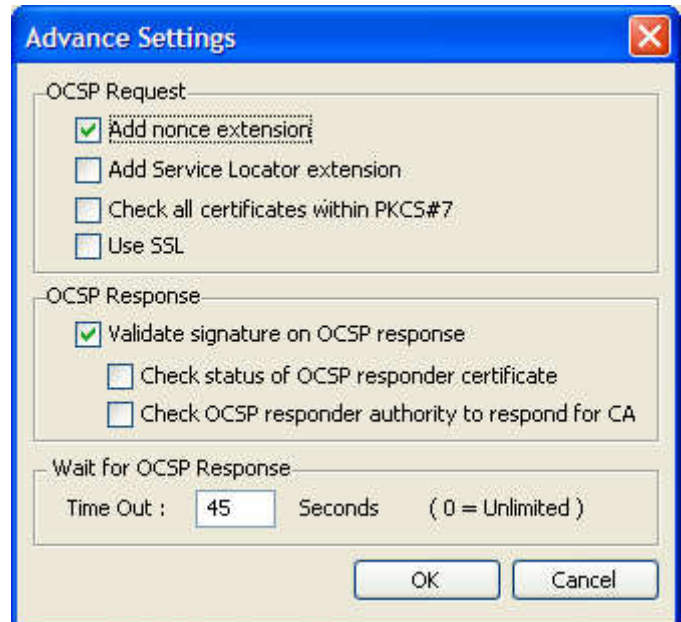 Advance Settings
OCSP Request
Add nonce extension
Add Service Locator extension
Check all certificates within PKCS#7
Use SSL
OCSP Response
Validate signature on OCSP response
Check status of OCSP responder certificate
Check OCSP responder authority to respond for CA
Wait for OCSP Response
Time Out : 45 Seconds ( 0 = Unlimited )
OK Cancel